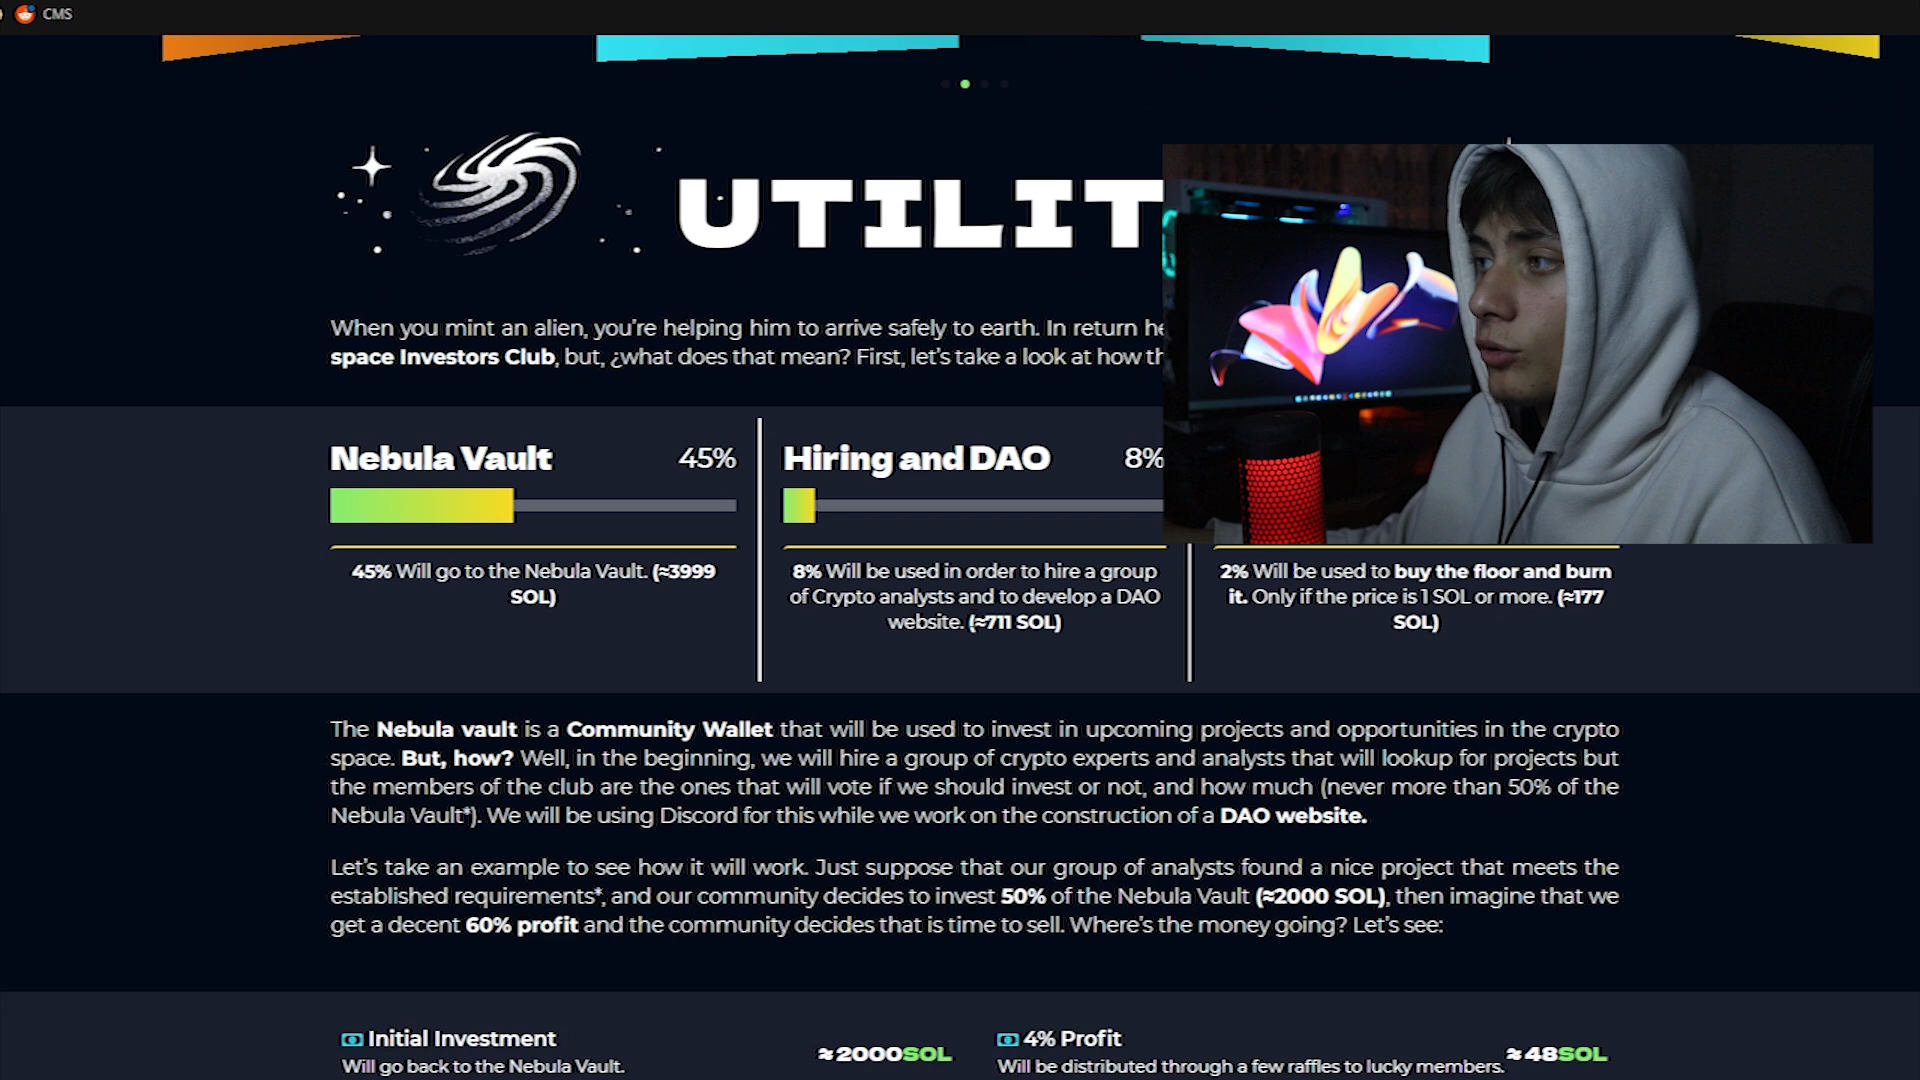 CMS
UTILIT
When you mint an alien, you're helping him to arrive safely to earth. In return he
space Investors Club, but, ¿what does that mean? First, let's take a look at how th
Nebula Vault 45%
45% Will go to the Nebula Vault. (≈3999
SOL)
Hiring and DAO 8%
8% Will be used in order to hire a group
of Crypto analysts and to develop a DAO
website. (≈711 SOL)
2% Will be used to buy the floor and burn
it. Only if the price is 1 SOL or more. (≈177
SOL)
The Nebula vault is a Community Wallet that will be used to invest in upcoming projects and opportunities in the crypto
space. But, how? Well, in the beginning, we will hire a group of crypto experts and analysts that will lookup for projects but
the members of the club are the ones that will vote if we should invest or not, and how much (never more than 50% of the
Nebula Vault*). We will be using Discord for this while we work on the construction of a DAO website.
Let's take an example to see how it will work. Just suppose that our group of analysts found a nice project that meets the
established requirements*, and our community decides to invest 50% of the Nebula Vault (≈2000 SOL), then imagine that we
get a decent 60% profit and the community decides that is time to sell. Where's the money going? Let's see:
Initial Investment
Will go back to the Nebula Vault.
≈2000SOL
4% Profit
Will be distributed through a few raffles to lucky members.
≈48SOL